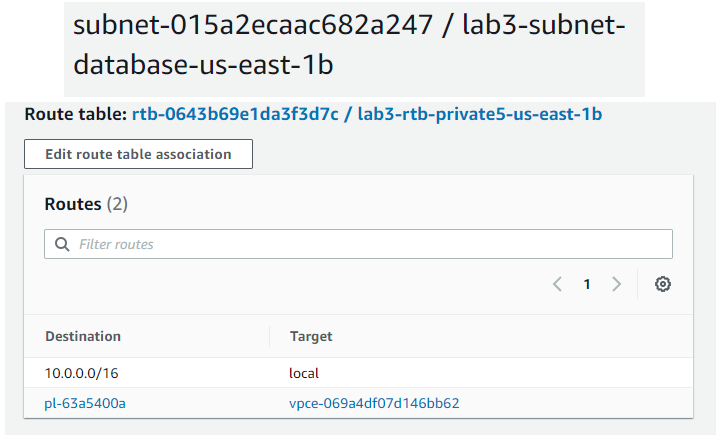 subnet-015a2ecaac682a247 / lab3-subnet-
database-us-east-1b
Route table: rtb-0643b69e1da3f3d7c / lab3-rtb-private5-us-east-1b
Edit route table association
Routes (2)
Filter routes
1
Destination Target
10.0.0.0/16 local
pl-63a5400a vpce-069a4df07d146bb62